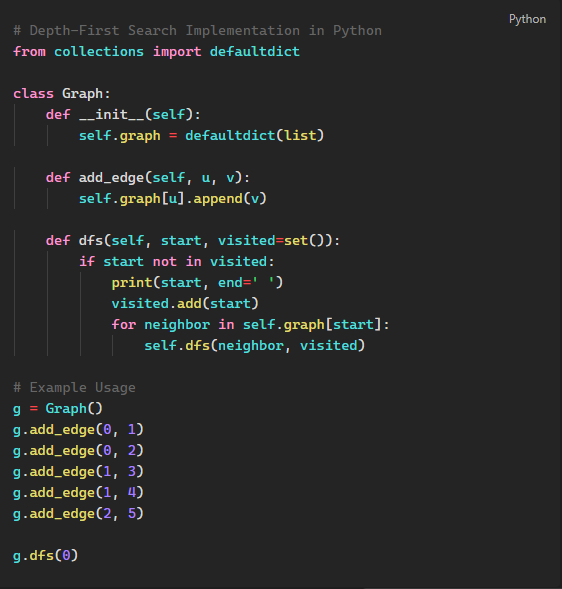 Python
# Depth-First Search Implementation in Python
from collections import defaultdict

class Graph:
    def __init__(self):
        self.graph = defaultdict(list)

    def add_edge(self, u, v):
        self.graph[u].append(v)

    def dfs(self, start, visited=set()):
        if start not in visited:
            print(start, end=' ')
            visited.add(start)
            for neighbor in self.graph[start]:
                self.dfs(neighbor, visited)

# Example Usage
g = Graph()
g.add_edge(0, 1)
g.add_edge(0, 2)
g.add_edge(1, 3)
g.add_edge(1, 4)
g.add_edge(2, 5)

g.dfs(0)